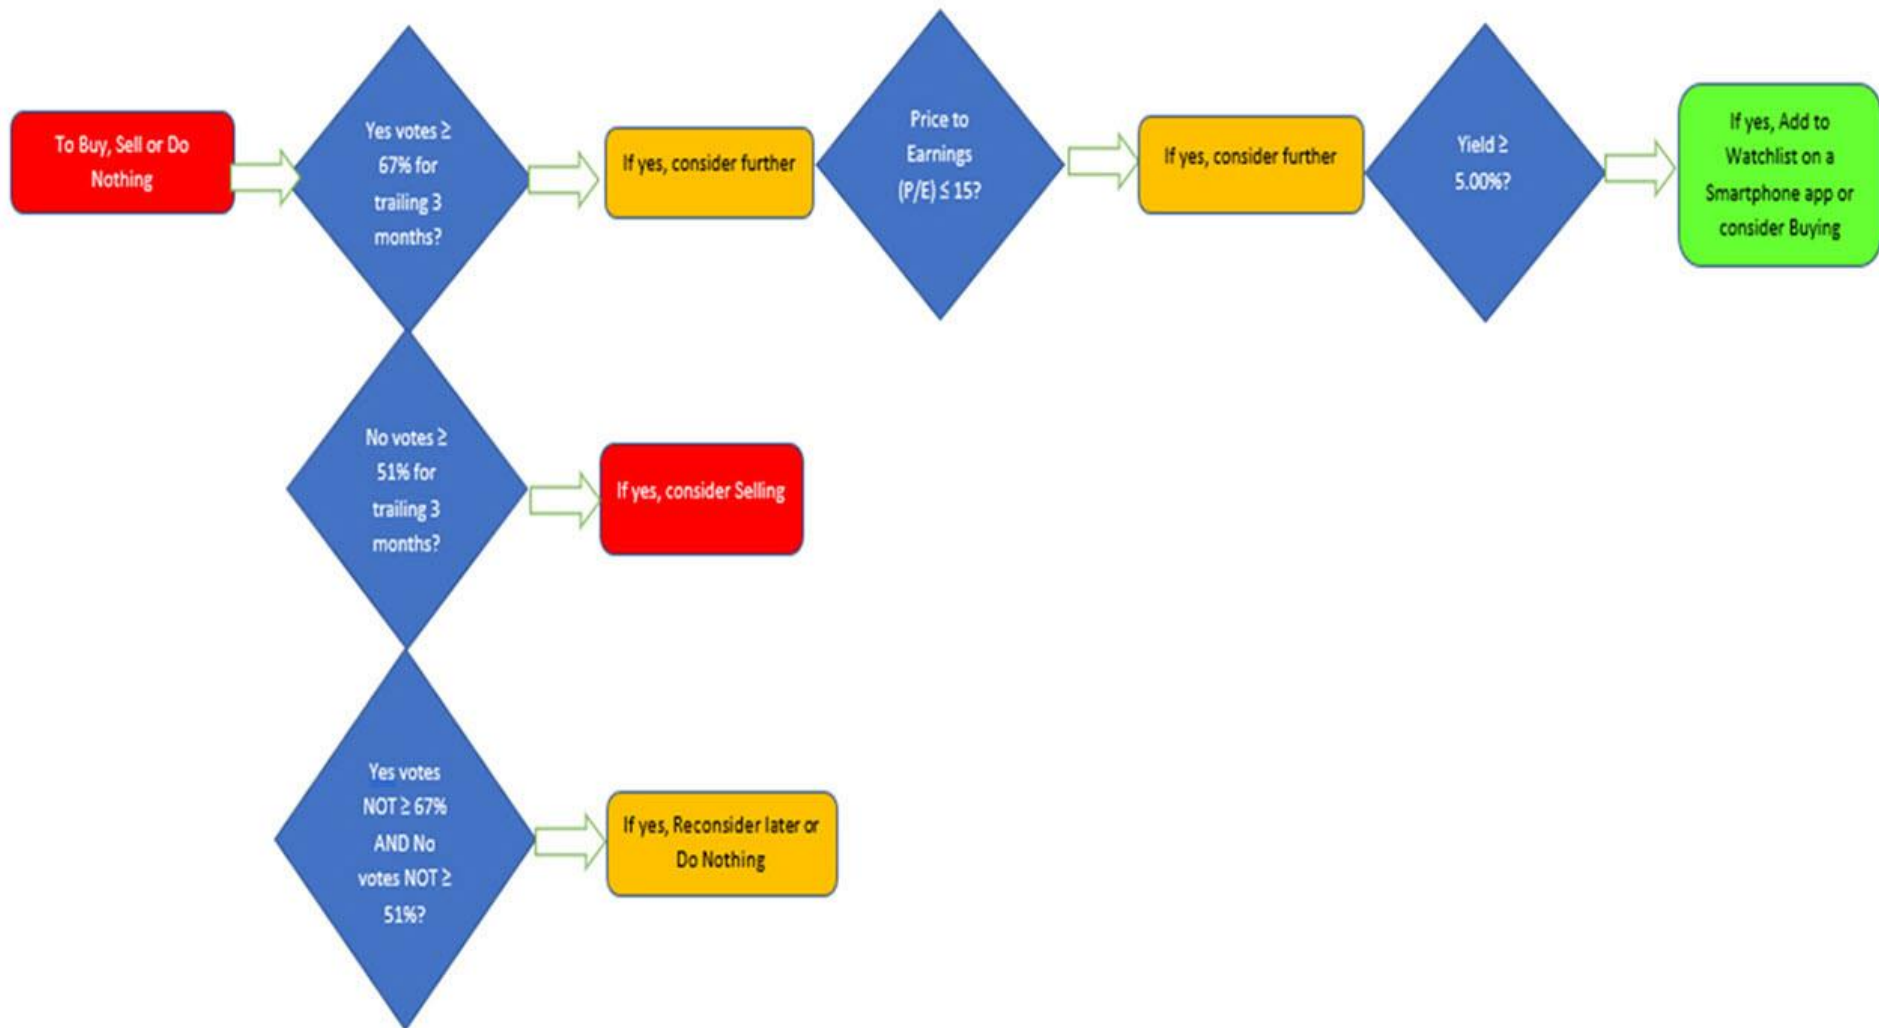 To Buy, Sell or Do
Nothing
Yes votes ≥
67% for
trailing 3
months?
If yes, consider further
Price to
Earnings
(P/E) ≤ 15?
If yes, consider further
Yield ≥
5.00%?
If yes, Add to
Watchlist on a
Smartphone app or
consider Buying
No votes ≥
51% for
trailing 3
months?
If yes, consider Selling
Yes votes
NOT ≥ 67%
AND No
votes NOT ≥
51%?
If yes, Reconsider later or
Do Nothing